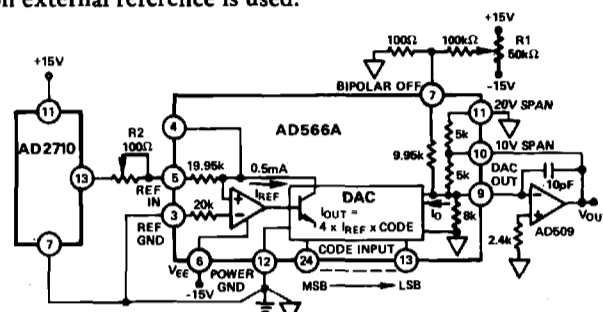 on external reference is used.
+15V
100Ω
100kΩ
R1
50kΩ
-15V
+15V
BIPOLAR OFF
7
11
20V SPAN
11
4
AD566A
5k
10
10V SPAN
AD2710
R2
100Ω
9.95k
5k
DAC
OUT
10pF
13
5
19.95k
0.5mA
REF
IN
IREF
DAC
IOUT =
4 × IREF × CODE
IO
8k
9
VOUT
AD509
3
20k
REF
GND
CODE INPUT
2.4k
7
6
VEE
-15V
POWER
GND
12
24
13
MSB
LSB